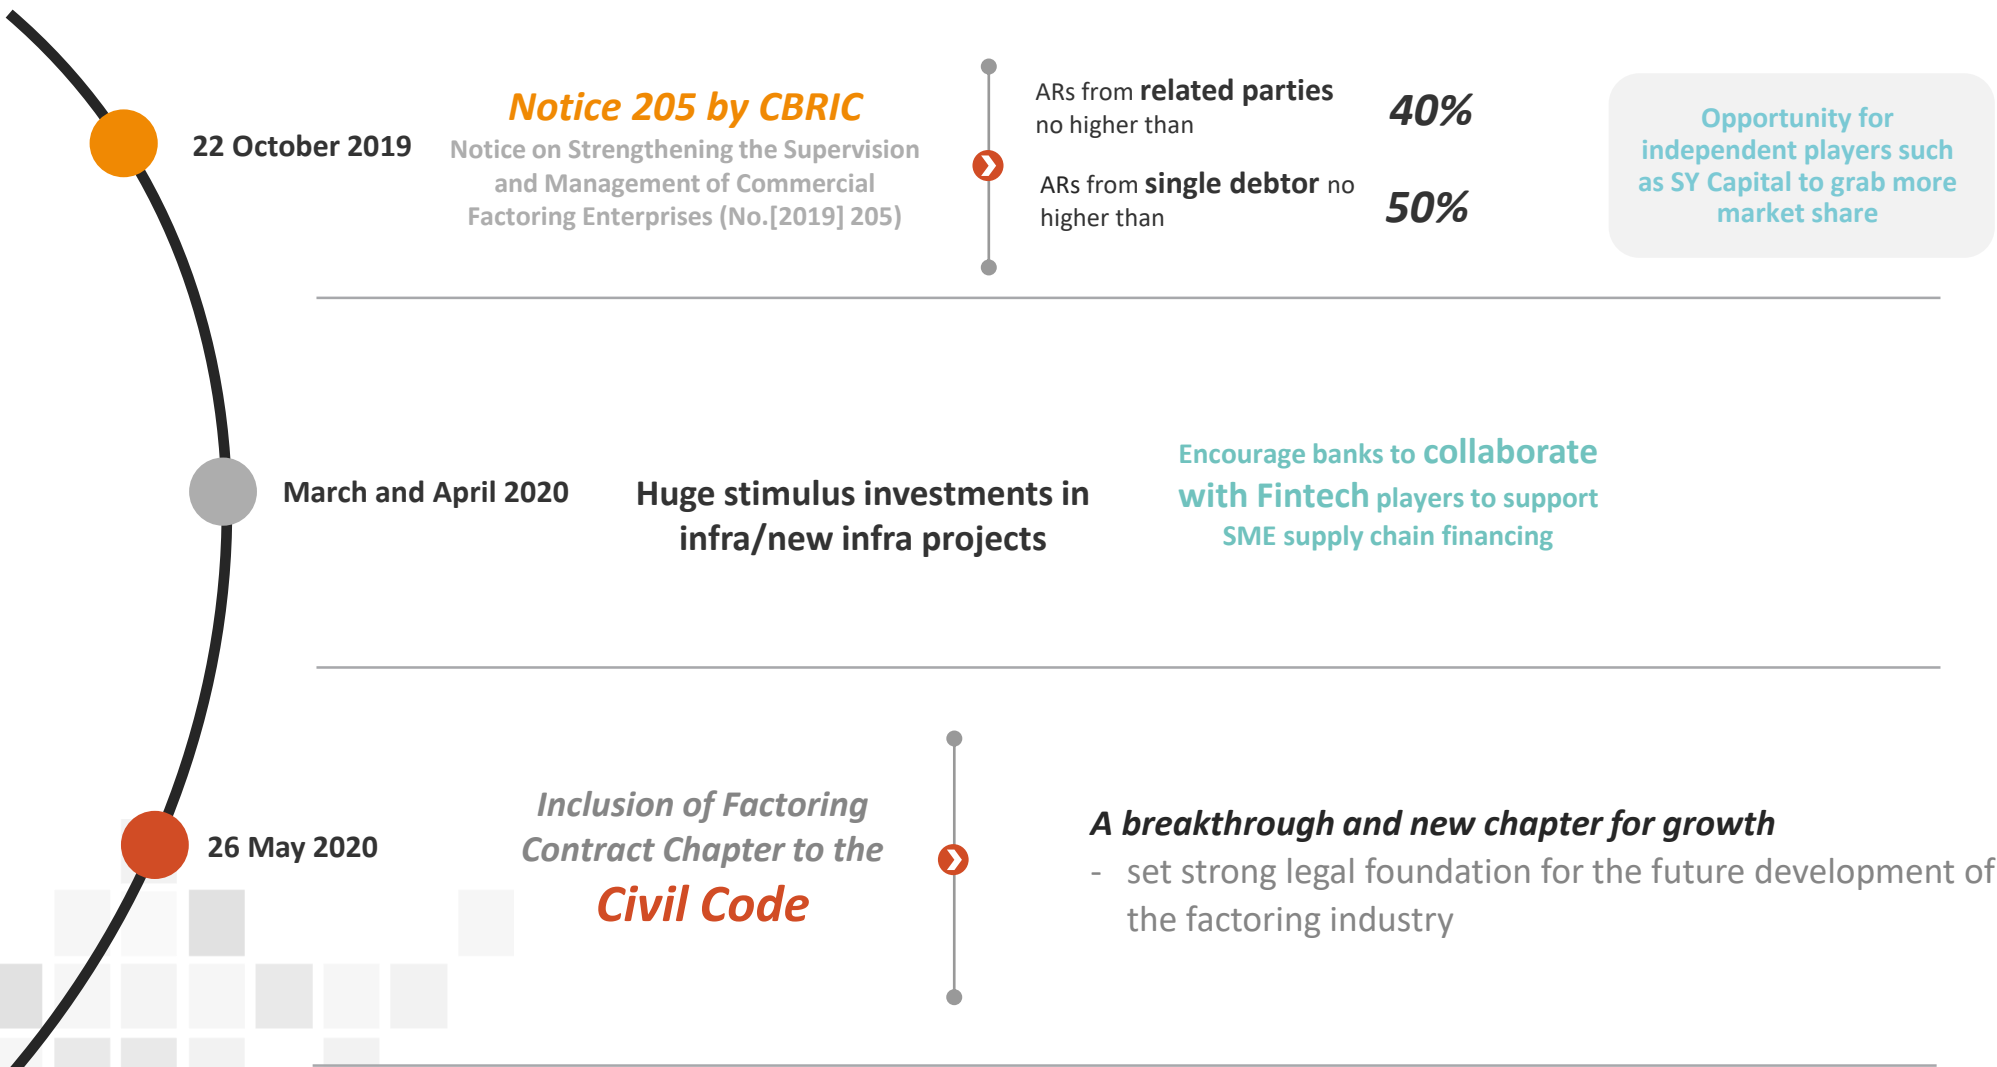 22 October 2019
Notice 205 by CBRIC
Notice on Strengthening the Supervision
and Management of Commercial
Factoring Enterprises (No.[2019] 205)
ARs from related parties
no higher than
40%
ARs from single debtor no
higher than
50%
Opportunity for
independent players such
as SY Capital to grab more
market share
March and April 2020
Huge stimulus investments in
infra/new infra projects
Encourage banks to collaborate
with Fintech players to support
SME supply chain financing
26 May 2020
Inclusion of Factoring
Contract Chapter to the
Civil Code
A breakthrough and new chapter for growth
- set strong legal foundation for the future development of
the factoring industry